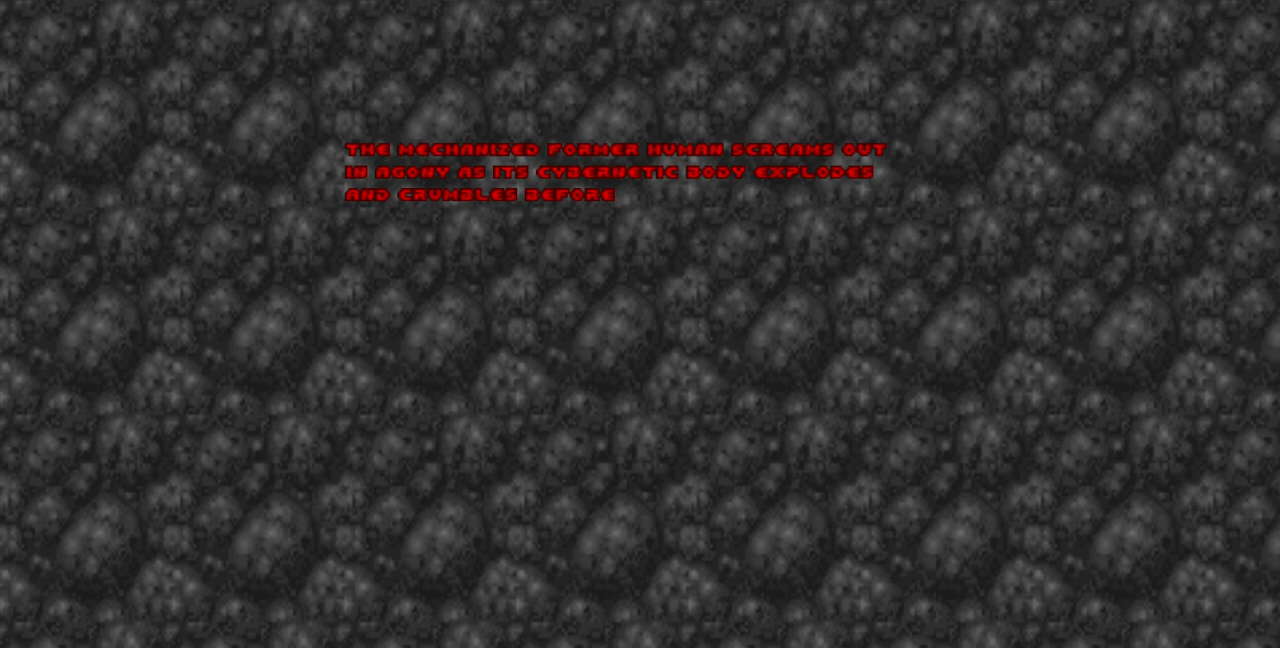 THE MECHANIZED FORMER HUMAN SCREAMS OUT
IN AGONY AS ITS CYBERNETIC BODY EXPLODES
AND CRUMBLES BEFORE